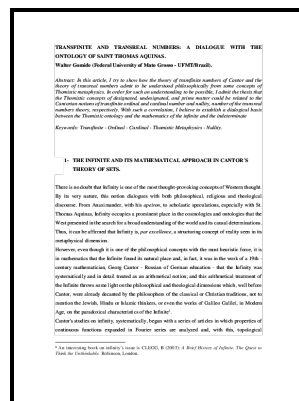 TRANSFINITE AND TRANSREAL NUMBERS: A DIALOGUE WITH THE
ONTOLOGY OF SAINT THOMAS AQUINAS.
Walter Gomide (Federal University of Mato Grosso - UFMT/Brazil).
Abstract: In this article, I try to show how the theory of transfinite numbers of Cantor and the
theory of transreal numbers admit to be understood philosophically from some concepts of
Thomistic metaphysics. In order for such an understanding to be possible, I admit the thesis that
the Thomistic concepts of designated, undesignated, and prime matter could be related to the
Cantorian notions of transfinite ordinal and cardinal number and nullity, number of the transreal
numbers theory, respectively. With such a correlation, I believe to establish a dialogical basis
between the Thomistic ontology and the mathematics of the infinite and the indeterminate
Keywords: Transfinite - Ordinal - Cardinal - Thomistic Metaphysics - Nullity.
1- THE INFINITE AND ITS MATHEMATICAL APPROACH IN CANTOR'S
THEORY OF SETS.
There is no doubt that Infinity is one of the most thought-provoking concepts of Western thought.
By its very nature, this notion dialogues with both philosophical, religious and theological
discourse. From Anaximander, with his apeiron, to scholastic speculations, especially with St.
Thomas Aquinas, Infinity occupies a prominent place in the cosmologies and ontologies that the
West presented in the search for a broad understanding of the world and its causal determinations.
Thus, it can be affirmed that Infinity is, par excellence, a structuring concept of reality seen in its
metaphysical dimension.
However, even though it is one of the philosophical concepts with the most heuristic force, it is
in mathematics that the Infinite found its natural place and, in fact, it was in the work of a 19th -
century mathematician, Georg Cantor - Russian of German education - that the Infinity was
systematically and in detail treated as an arithmetical notion; and this arithmetical treatment of
the Infinite throws some light on the philosophical and theological dimensions which, well before
Cantor, were already decanted by the philosophers of the classical or Christian traditions, not to
mention the Jewish, Hindu or Islamic thinkers, or even the works of Galileo Galilei, in Modern
Age, on the paradoxical characteristics of the Infinite¹.
Cantor's studies on infinity, systematically, began with a series of articles in which properties of
continuous functions expanded in Fourier series are analyzed and, with this, topological
¹ An interesting book on infinity's issue is CLEGG, B (2003): A Brief History of Infinite. The Quest to
Think the Unthinkable. Robinson, London